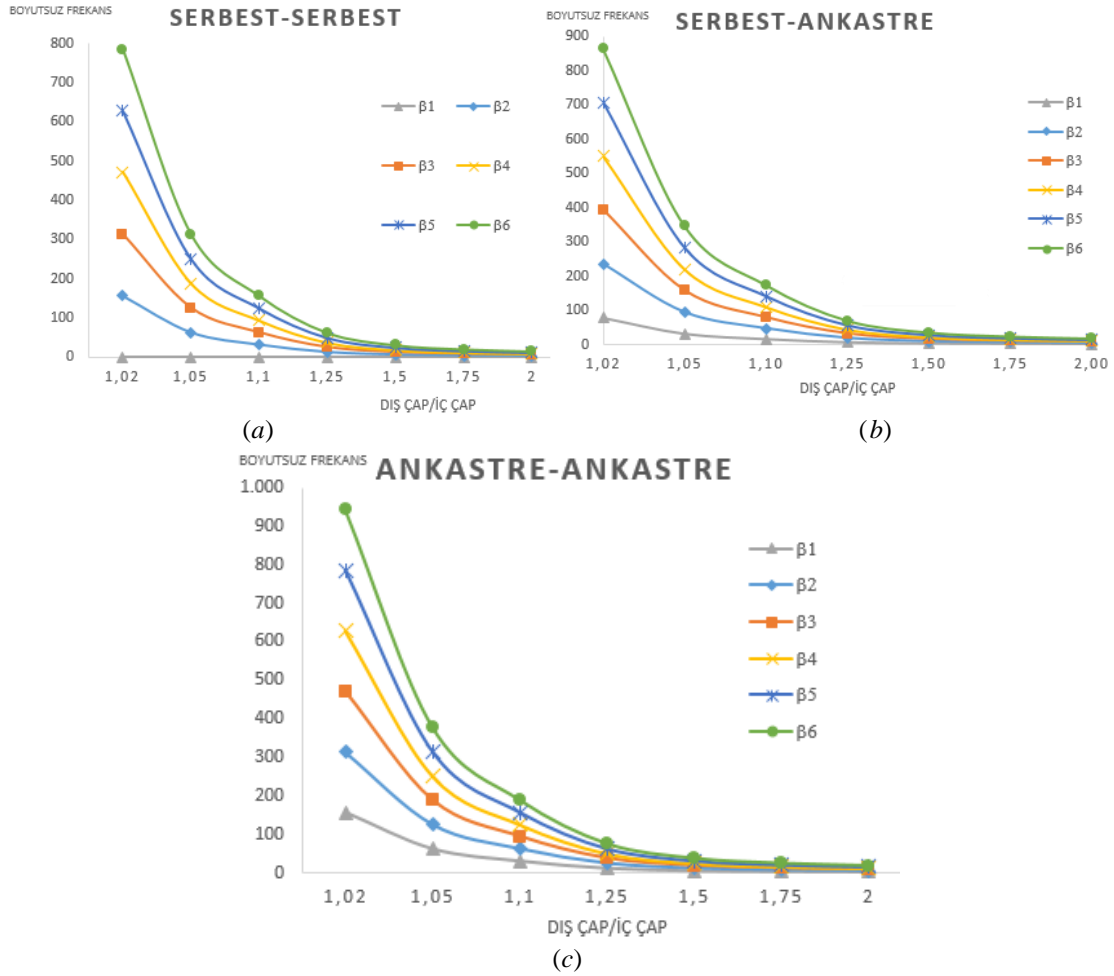 BOYUTSUZ FREKANS
SERBEST-SERBEST
800
700
600
500
400
300
200
100
0
β1 β2
β3 β4
β5 β6
1,02 1,05 1,1 1,25 1,5 1,75 2
DIŞ ÇAP/İÇ ÇAP
(a)
BOYUTSUZ FREKANS
SERBEST-ANKASTRE
900
800
700
600
500
400
300
200
100
0
β1
β2
β3
β4
β5
β6
1,02 1,05 1,10 1,25 1,50 1,75 2,00
DIŞ ÇAP/İÇ ÇAP
(b)
BOYUTSUZ FREKANS
ANKASTRE-ANKASTRE
1.000
900
800
700
600
500
400
300
200
100
0
β1
β2
β3
β4
β5
β6
1,02 1,05 1,1 1,25 1,5 1,75 2
DIŞ ÇAP/İÇ ÇAP
(c)